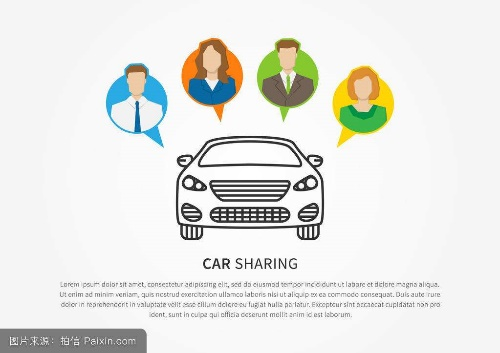 CAR SHARING
Lorem ipsum dolor sit amet, consectetur adipiscing elit, sed do eiusmod tempor incididunt ut labore et dolore magna aliqua.
Ut enim ad minim veniam, quis nostrud exercitation ullamco laboris nisi ut aliquip ex ea commodo consequat. Duis aute irure
dolor in reprehenderit in voluptate velit esse cillum dolore eu fugiat nulla pariatur. Excepteur sint occaecat cupidatat non proident,
sunt in culpa qui officia deserunt mollit anim id est laborum.
图片来源：拍信 Paixin.com